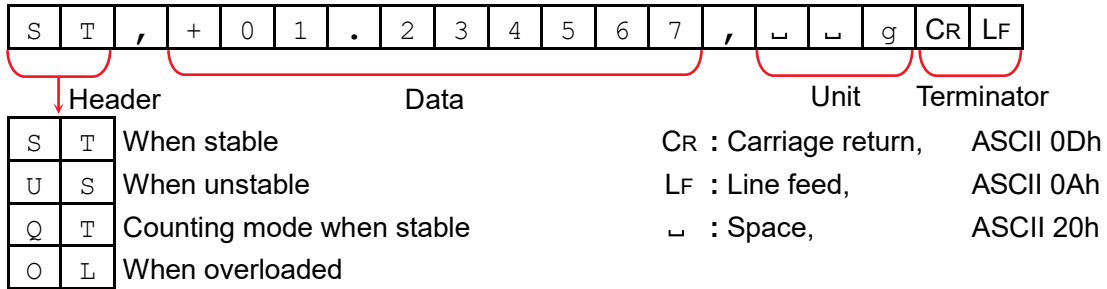 S T , + 0 1 . 2 3 4 5 6 7 , ␣ ␣ g CR LF
Header Data Unit Terminator
S T When stable CR : Carriage return, ASCII 0Dh
U S When unstable LF : Line feed, ASCII 0Ah
Q T Counting mode when stable ␣ : Space, ASCII 20h
O L When overloaded